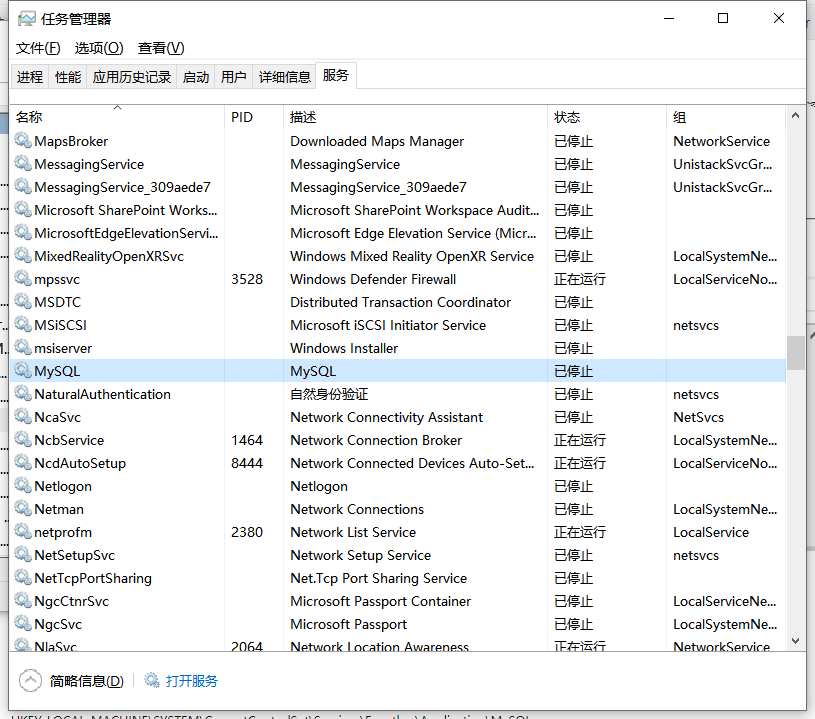 任务管理器
文件(F) 选项(O) 查看(V)
进程 性能 应用历史记录 启动 用户 详细信息 服务
名称 PID 描述 状态 组
MapsBroker Downloaded Maps Manager 已停止 NetworkService
MessagingService MessagingService 已停止 UnistackSvcGr...
MessagingService_309aede7 MessagingService_309aede7 已停止 UnistackSvcGr...
Microsoft SharePoint Works... Microsoft SharePoint Workspace Audit... 已停止
MicrosoftEdgeElevationServi... Microsoft Edge Elevation Service (Micr... 已停止
MixedRealityOpenXRSvc Windows Mixed Reality OpenXR Service 已停止 LocalSystemNe...
mpssvc 3528 Windows Defender Firewall 正在运行 LocalServiceNo...
MSDTC Distributed Transaction Coordinator 已停止
MSiSCSI Microsoft iSCSI Initiator Service 已停止 netsvcs
msiserver Windows Installer 已停止
MySQL MySQL 已停止
NaturalAuthentication 自然身份验证 已停止 netsvcs
NcaSvc Network Connectivity Assistant 已停止 NetSvcs
NcbService 1464 Network Connection Broker 正在运行 LocalSystemNe...
NcdAutoSetup 8444 Network Connected Devices Auto-Set... 正在运行 LocalServiceNo...
Netlogon Netlogon 已停止
Netman Network Connections 已停止 LocalSystemNe...
netprofm 2380 Network List Service 正在运行 LocalService
NetSetupSvc Network Setup Service 已停止 netsvcs
NetTcpPortSharing Net.Tcp Port Sharing Service 已停止
NgcCtnrSvc Microsoft Passport Container 已停止 LocalServiceNe...
NgcSvc Microsoft Passport 已停止 LocalSystemNe...
NlaSvc 2064 Network Location Awareness 正在运行 NetworkService
简略信息(D) 打开服务